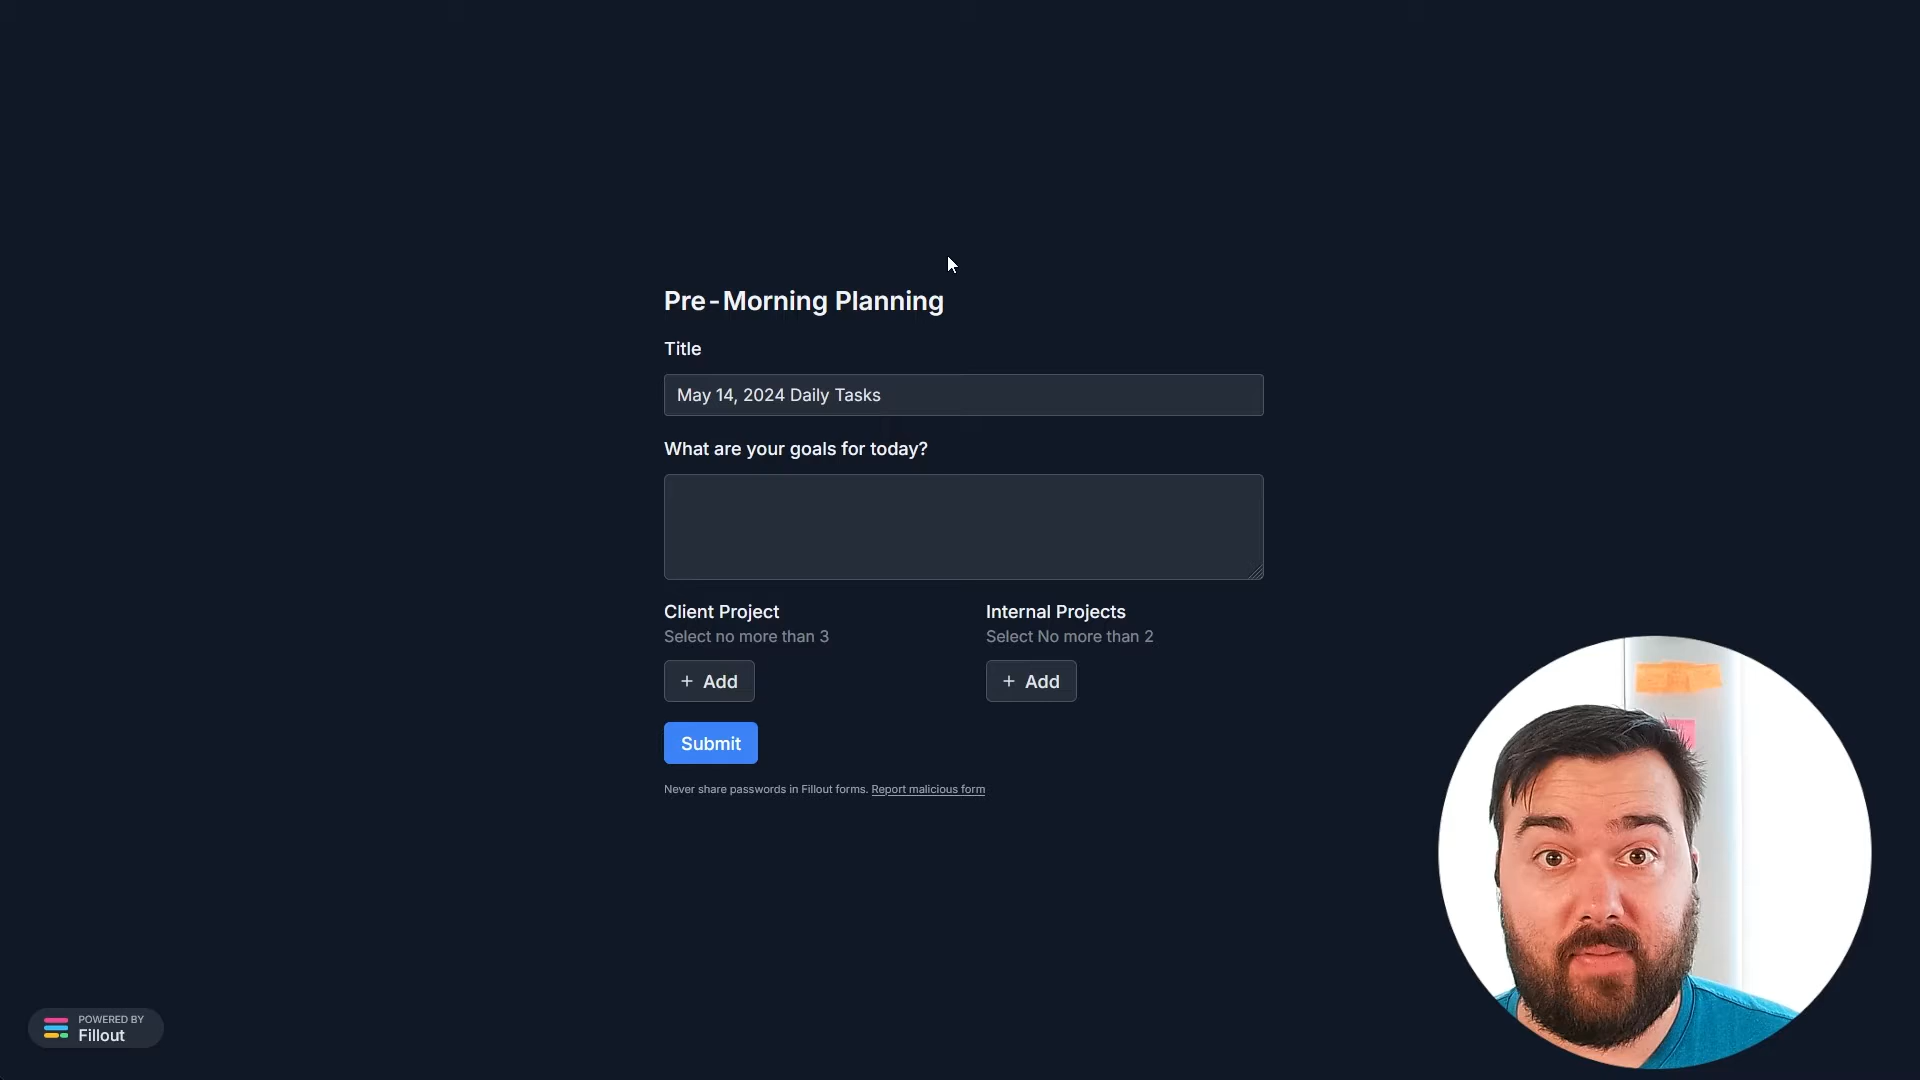 Pre-Morning Planning
Title
May 14, 2024 Daily Tasks
What are your goals for today?
Client Project
Select no more than 3
+ Add
Internal Projects
Select No more than 2
+ Add
Submit
Never share passwords in Fillout forms. Report malicious form
POWERED BY
Fillout